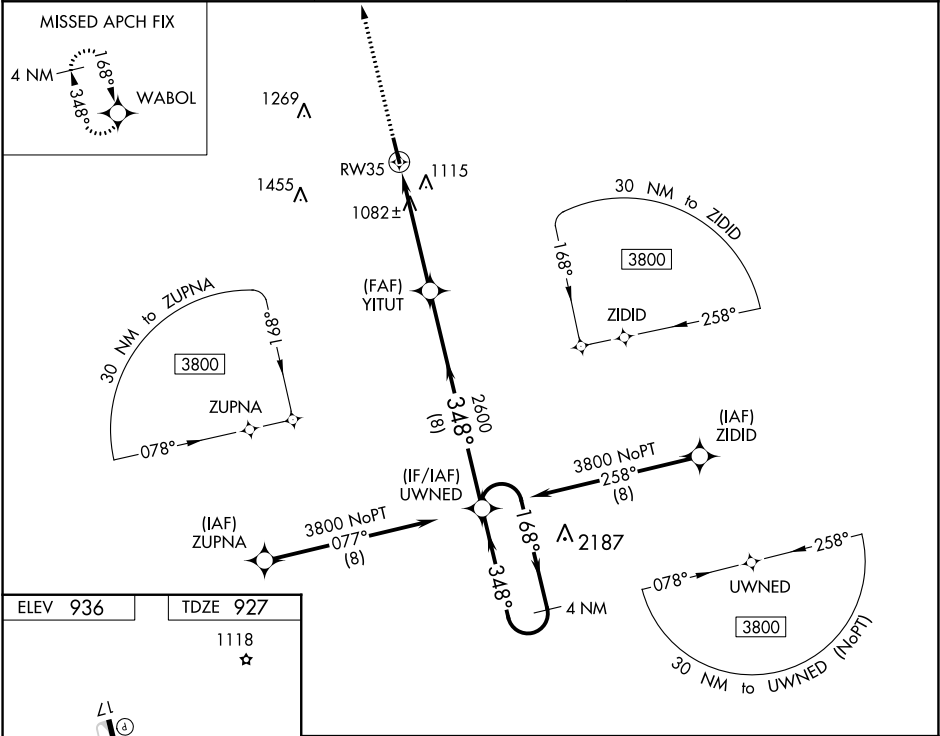 MISSED APCH FIX
4 NM
168°
348°
WABOL
1269
1455
RW35
1115
1082±
30 NM to ZIDID
3800
168°
ZIDID
258°
(FAF)
YITUT
30 NM to ZUPNA
3800
168°
ZUPNA
078°
2600
348°
(8)
(IAF)
ZIDID
3800 NoPT
258°
(8)
(IF/IAF)
UWNED
(IAF)
ZUPNA
3800 NoPT
077°
(8)
168°
348°
4 NM
2187
078°
258°
UWNED
3800
30 NM to UWNED (NoPT)
ELEV 936
TDZE 927
1118
17
P